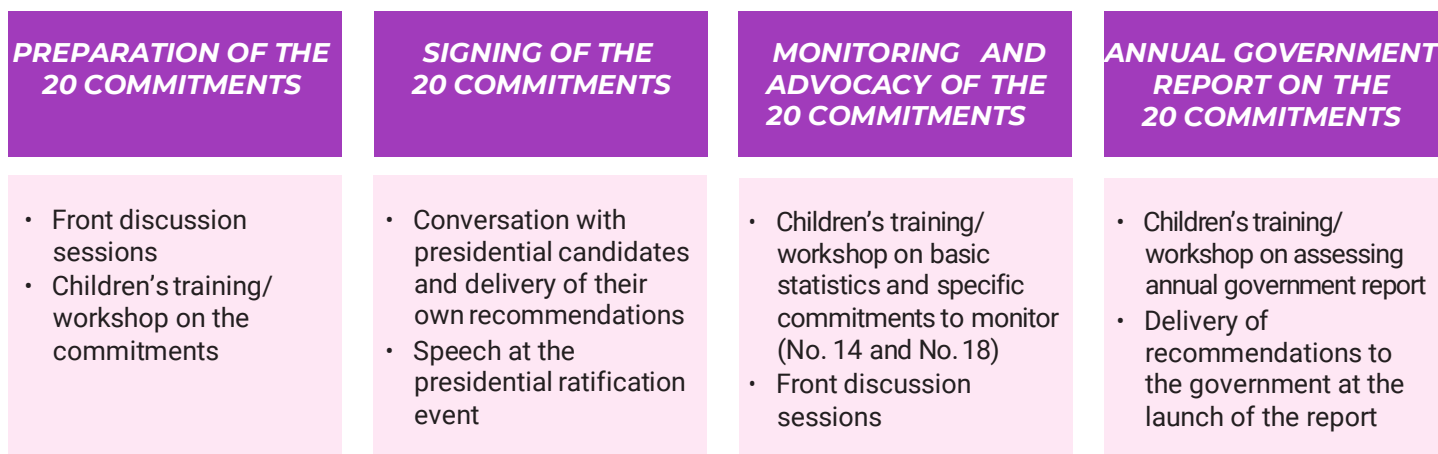 PREPARATION OF THE
20 COMMITMENTS
• Front discussion
sessions
• Children's training/
workshop on the
commitments
SIGNING OF THE
20 COMMITMENTS
• Conversation with
presidential candidates
and delivery of their
own recommendations
• Speech at the
presidential ratification
event
MONITORING AND
ADVOCACY OF THE
20 COMMITMENTS
• Children's training/
workshop on basic
statistics and specific
commitments to monitor
(No. 14 and No. 18)
• Front discussion
sessions
ANNUAL GOVERNMENT
REPORT ON THE
20 COMMITMENTS
• Children's training/
workshop on assessing
annual government report
• Delivery of
recommendations to
the government at the
launch of the report